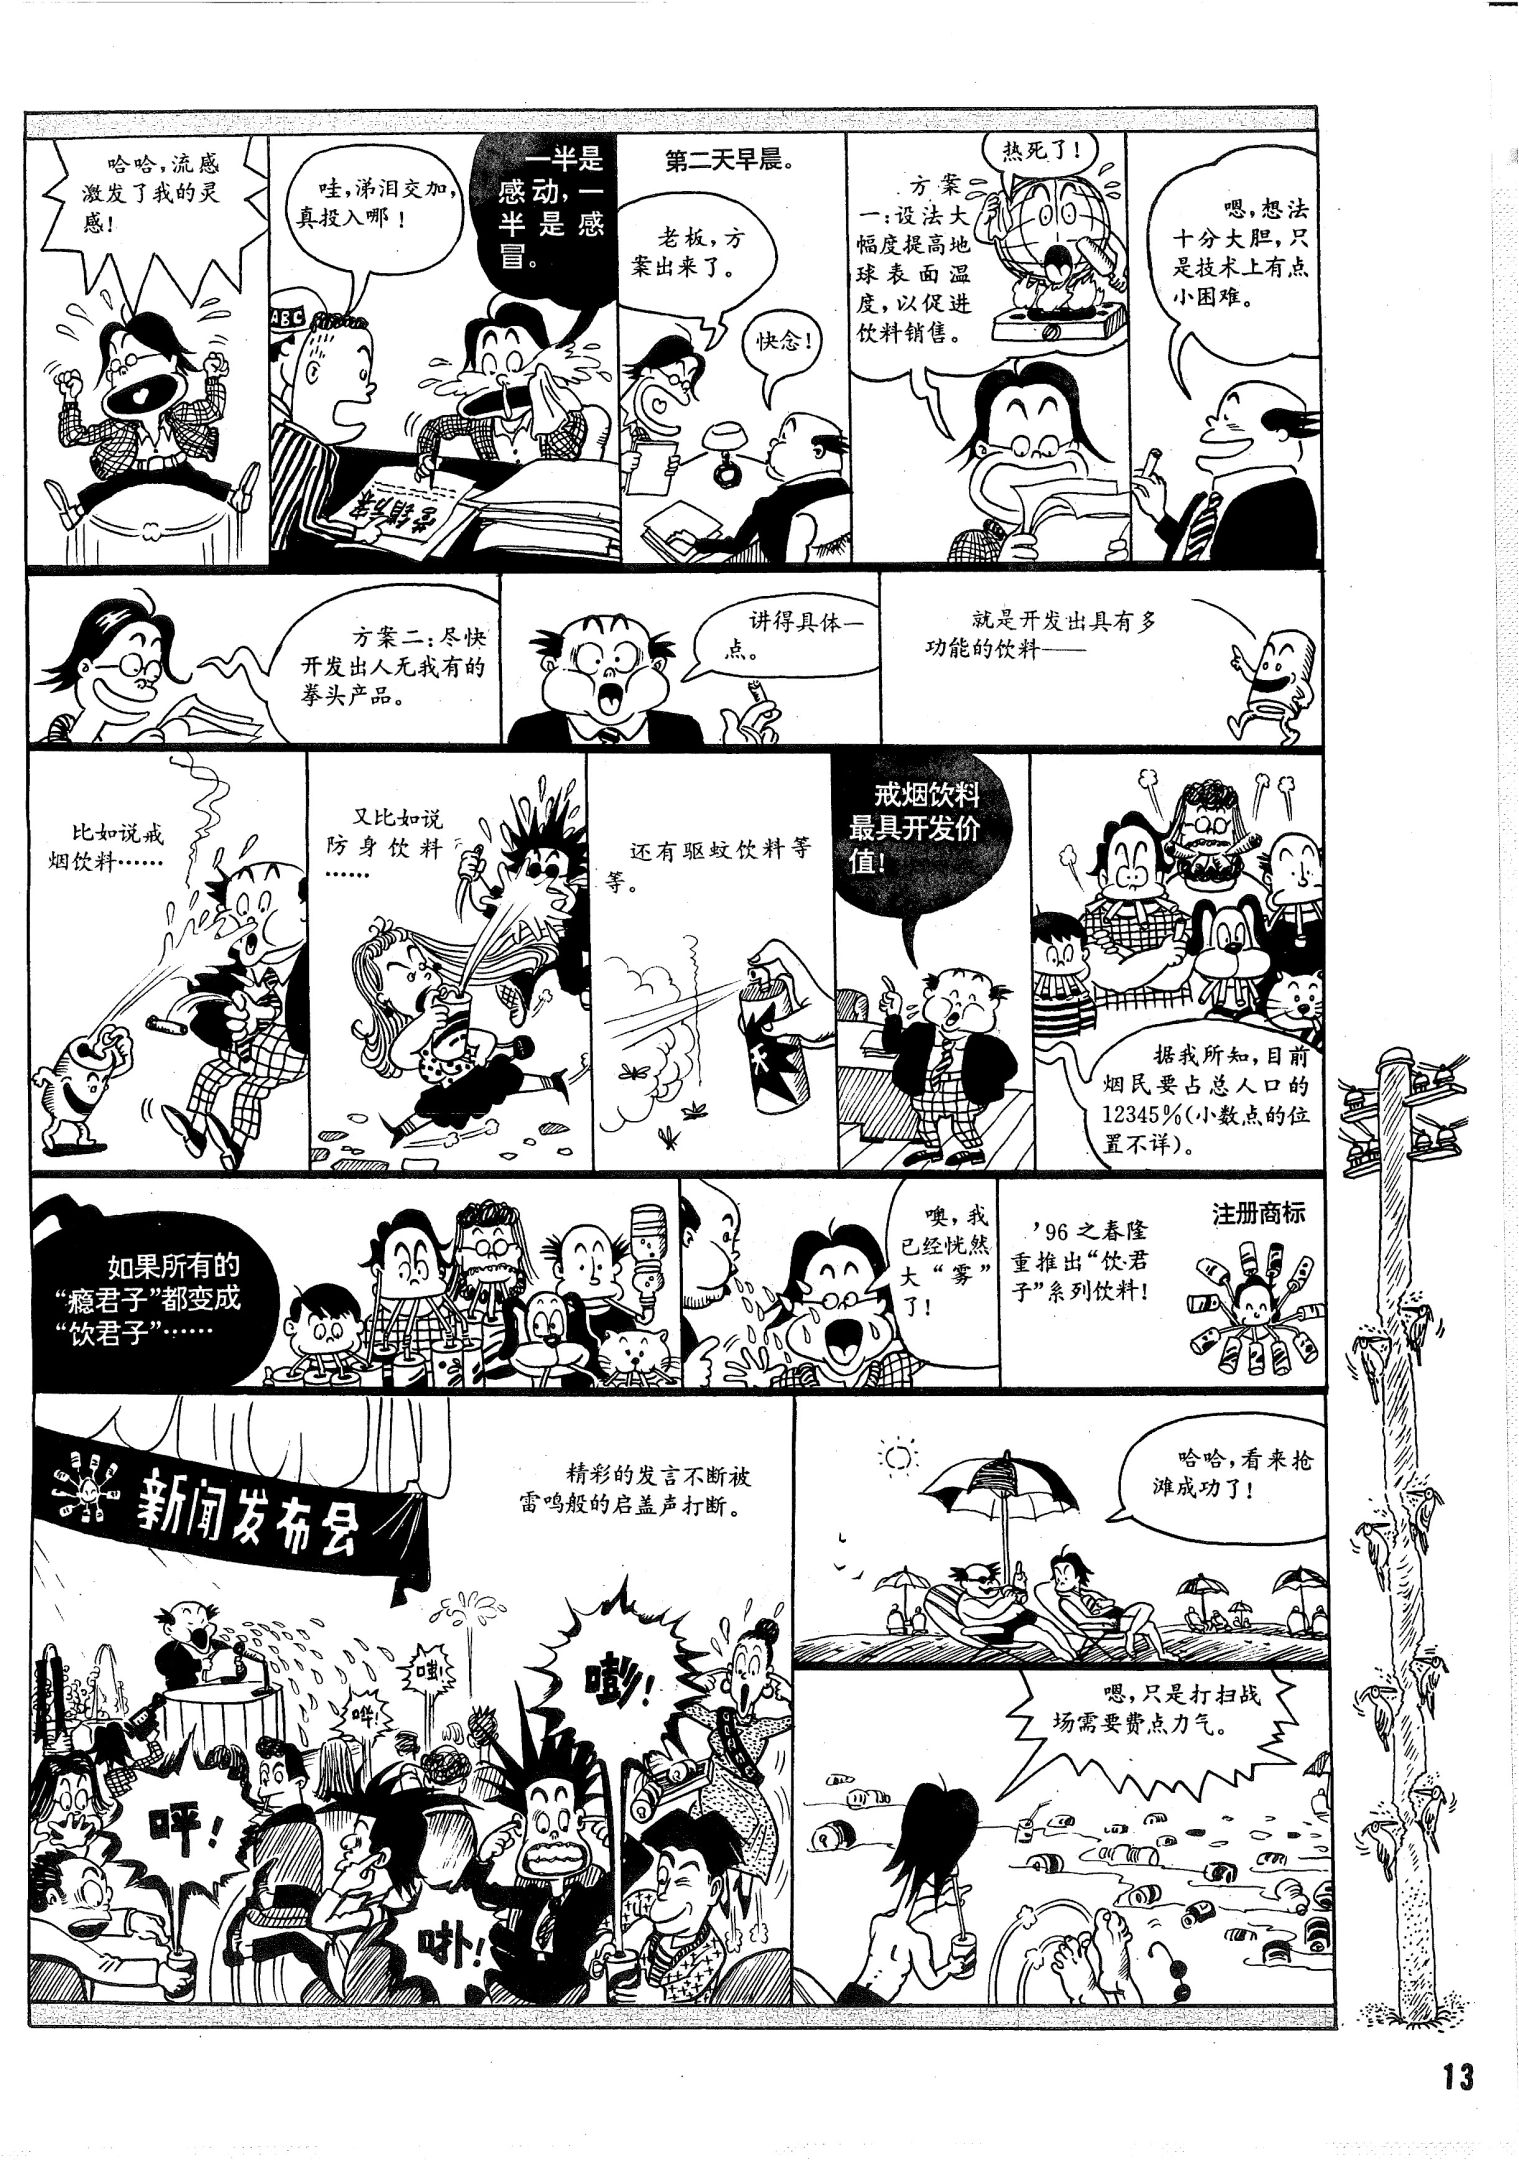 哈哈，流感
激发了我的灵
感！
哇，涕泪交加，
真投入哪！
ABC
营销方案
一半是
感动，一
半是感
冒。
第二天早晨。
老板，方
案出来了。
快念！
方案
一：设法大
幅度提高地
球表面温
度，以促进
饮料销售。
热死了！
嗯，想法
十分大胆，只
是技术上有点
小困难。
方案二：尽快
开发出人无我有的
拳头产品。
讲得具体一
点。
就是开发出具有多
功能的饮料——
比如说戒
烟饮料……
又比如说
防身饮料
……
还有驱蚊饮料等
等。
戒烟饮料
最具开发价
值！
据我所知，目前
烟民要占总人口的
12345%（小数点的位
置不详）。
如果所有的
“瘾君子”都变成
“饮君子”……
噢，我
已经恍然
大“雾”
了！
’96之春隆
重推出“饮君
子”系列饮料！
注册商标
新闻发布会
精彩的发言不断被
雷鸣般的启盖声打断。
嘭！
哗！
嘭！
呯！
卟！
哈哈，看来抢
滩成功了！
嗯，只是打扫战
场需要费点力气。
13